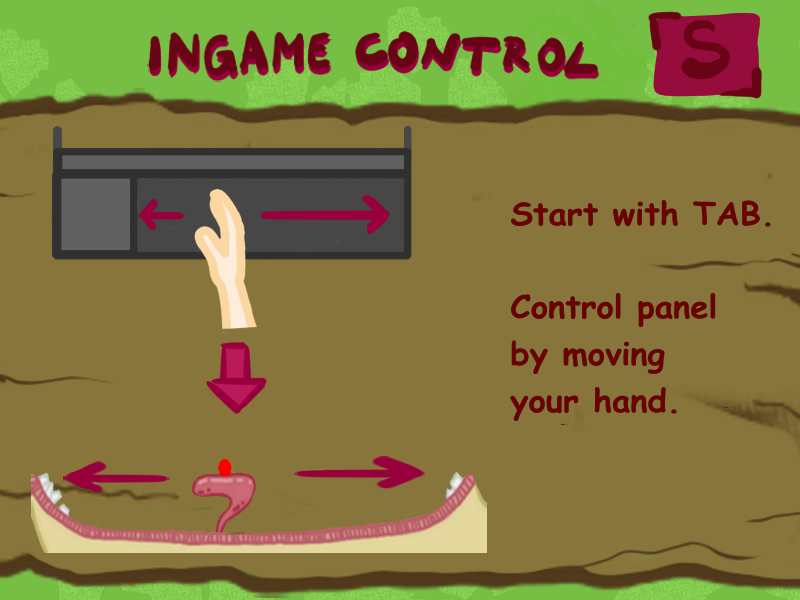 INGAME CONTROL
S
Start with TAB.
Control panel
by moving
your hand.